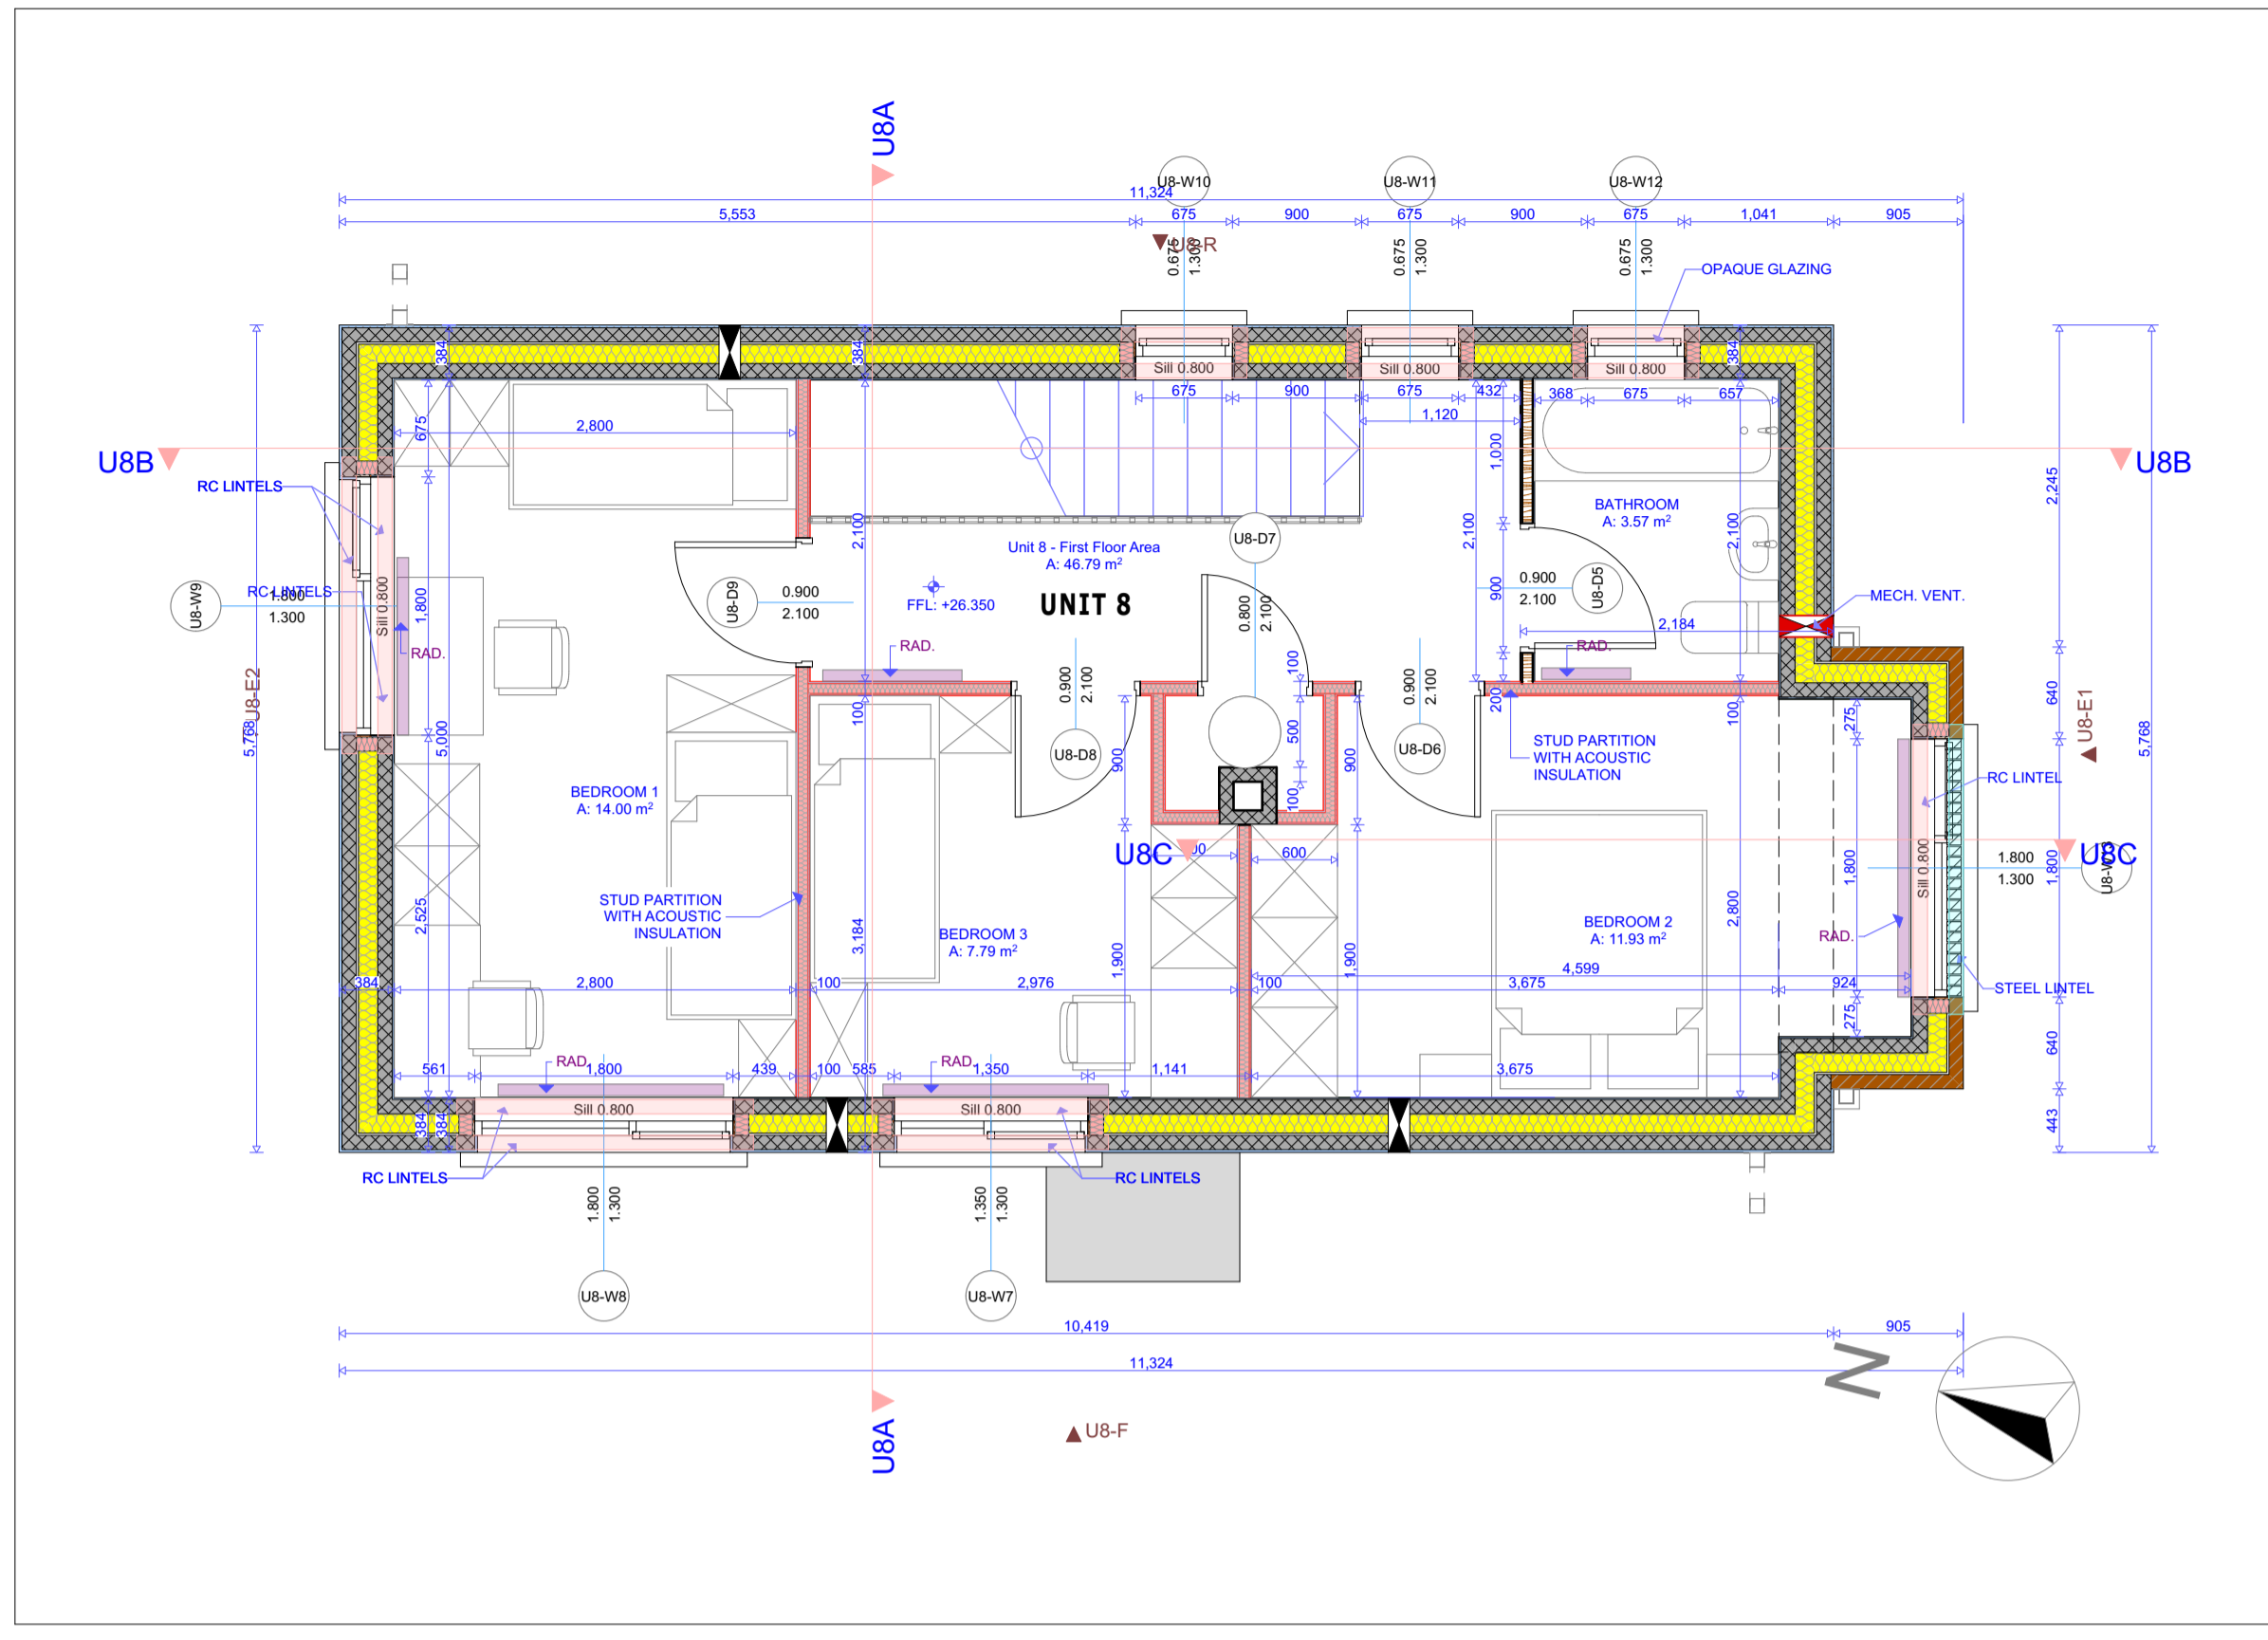 U8A
U8-W10
U8-W11
U8-W12
11,324
5,553
675
900
675
900
675
1,041
905
U8-R
0.675
1.300
0.675
1.300
0.675
1.300
OPAQUE GLAZING
384
384
384
Sill 0.800
Sill 0.800
Sill 0.800
675
900
675
432
368
675
657
1,120
675
2,800
1,000
U8B
U8B
RC LINTELS
2,245
BATHROOM
A: 3.57 m²
2,100
2,100
2,100
U8-D7
Unit 8 - First Floor Area
A: 46.79 m²
U8-W9
RC LINTELS
1.800
1.300
Sill 0.800
1,800
U8-D9
0.900
2.100
FFL: +26.350
UNIT 8
0.800
2.100
900
0.900
2.100
U8-D5
MECH. VENT.
2,184
RAD.
RAD.
RAD.
U8-E2
5,768
5,000
100
0.900
2.100
100
0.900
2.100
200
100
275
640
U8-E1
5,768
500
900
900
U8-D8
U8-D6
STUD PARTITION
WITH ACOUSTIC
INSULATION
RC LINTEL
BEDROOM 1
A: 14.00 m²
100
U8C
600
1,800
Sill 0.800
1.800
1.300
1,800
U8C
STUD PARTITION
WITH ACOUSTIC
INSULATION
2,525
3,184
BEDROOM 3
A: 7.79 m²
1,900
1,900
2,800
BEDROOM 2
A: 11.93 m²
RAD.
4,599
384
2,800
100
2,976
100
3,675
924
STEEL LINTEL
275
640
RAD.
RAD.
561
1,800
439
100
585
1,350
1,141
3,675
384
384
Sill 0.800
Sill 0.800
443
RC LINTELS
RC LINTELS
1.800
1.300
1.350
1.300
U8-W8
U8-W7
10,419
905
11,324
N
U8A
U8-F